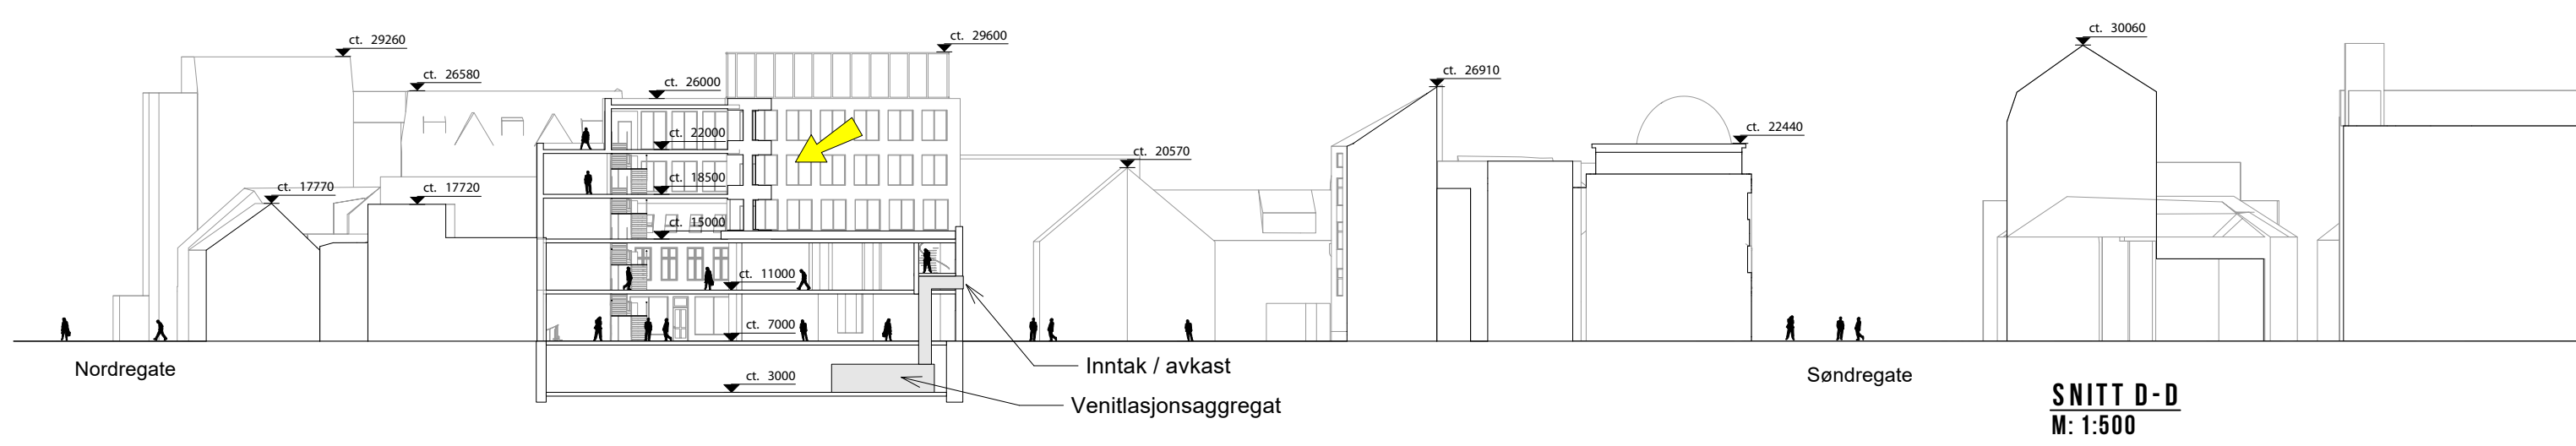 ct. 29260
ct. 26580
ct. 26000
ct. 29600
ct. 30060
ct. 26910
ct. 22000
ct. 22440
ct. 20570
ct. 18500
ct. 17770
ct. 17720
ct. 15000
ct. 11000
ct. 7000
ct. 3000
Nordregate
Inntak / avkast
Venitlasjonsaggregat
Søndregate
SNITT D-D
M: 1:500